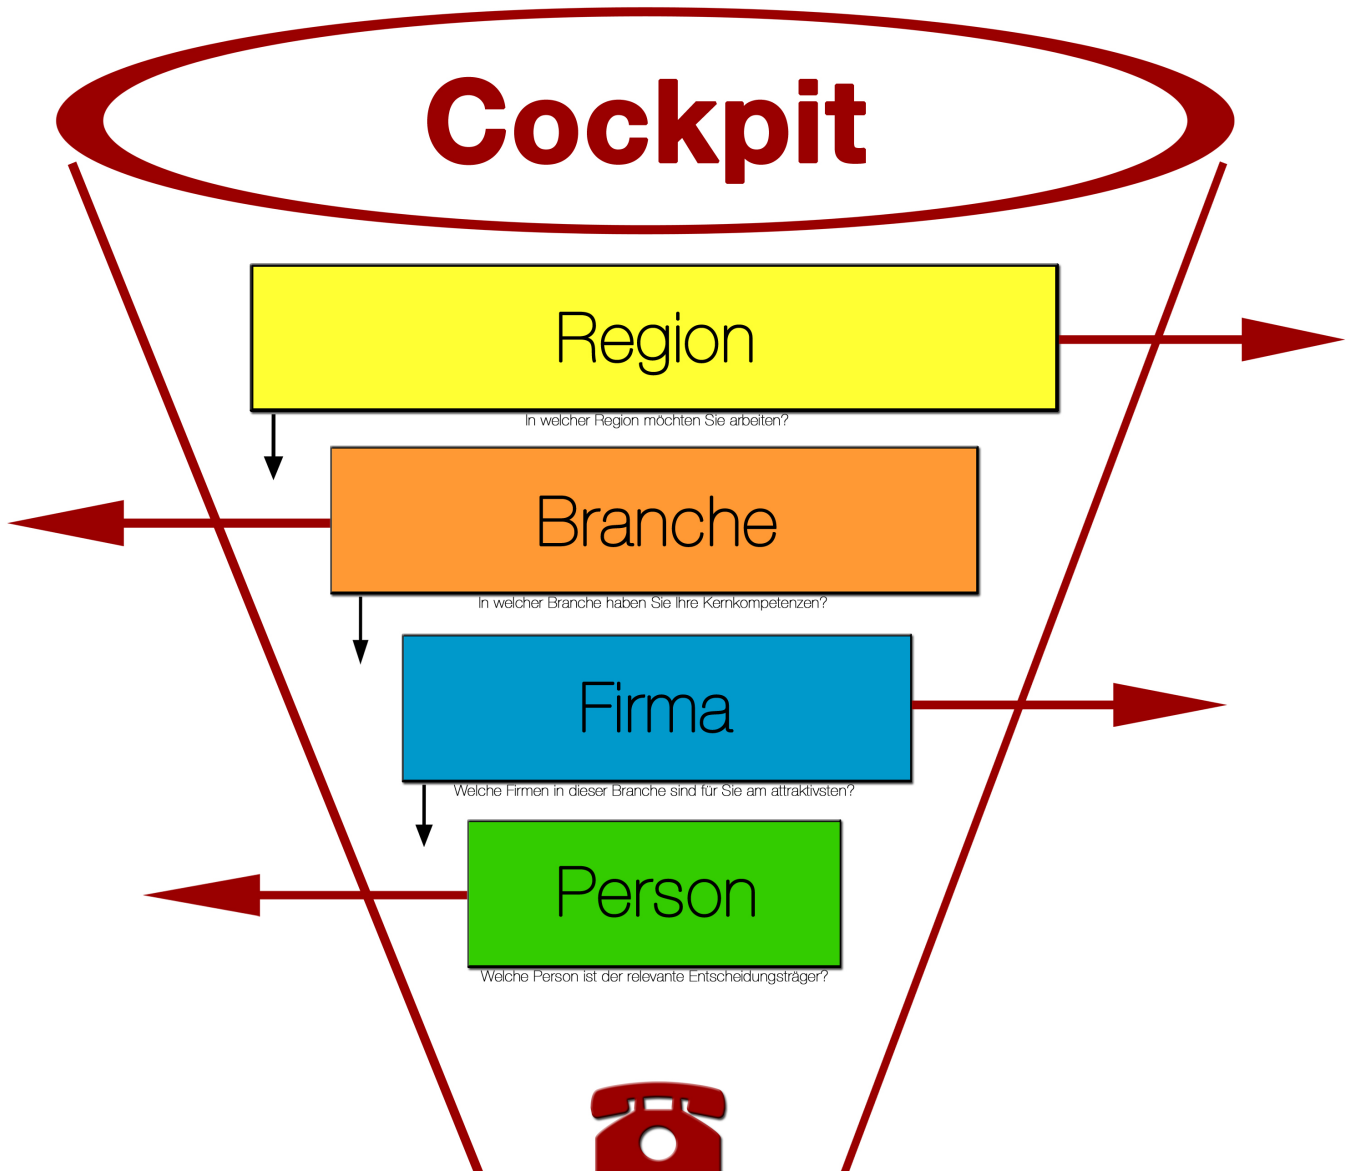 Cockpit
Region
In welcher Region möchten Sie arbeiten?
Branche
In welcher Branche haben Sie Ihre Kernkompetenzen?
Firma
Welche Firmen in dieser Branche sind für Sie am attraktivsten?
Person
Welche Person ist der relevante Entscheidungsträger?